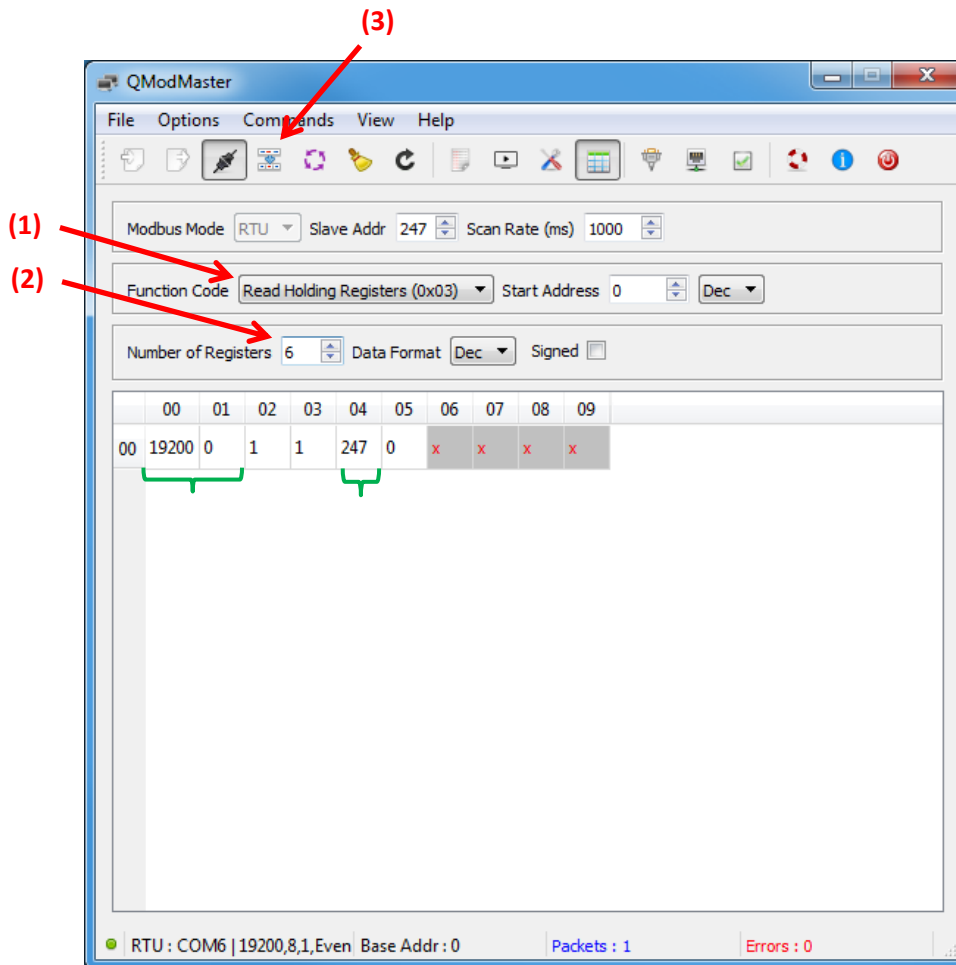 (3)
QModMaster
File Options Commands View Help
(1)
Modbus Mode RTU Slave Addr 247 Scan Rate (ms) 1000
(2)
Function Code Read Holding Registers (0x03) Start Address 0 Dec
Number of Registers 6 Data Format Dec Signed
00 01 02 03 04 05 06 07 08 09
00 19200 0 1 1 247 0 x x x x
RTU : COM6 | 19200,8,1,Even Base Addr : 0 Packets : 1 Errors : 0